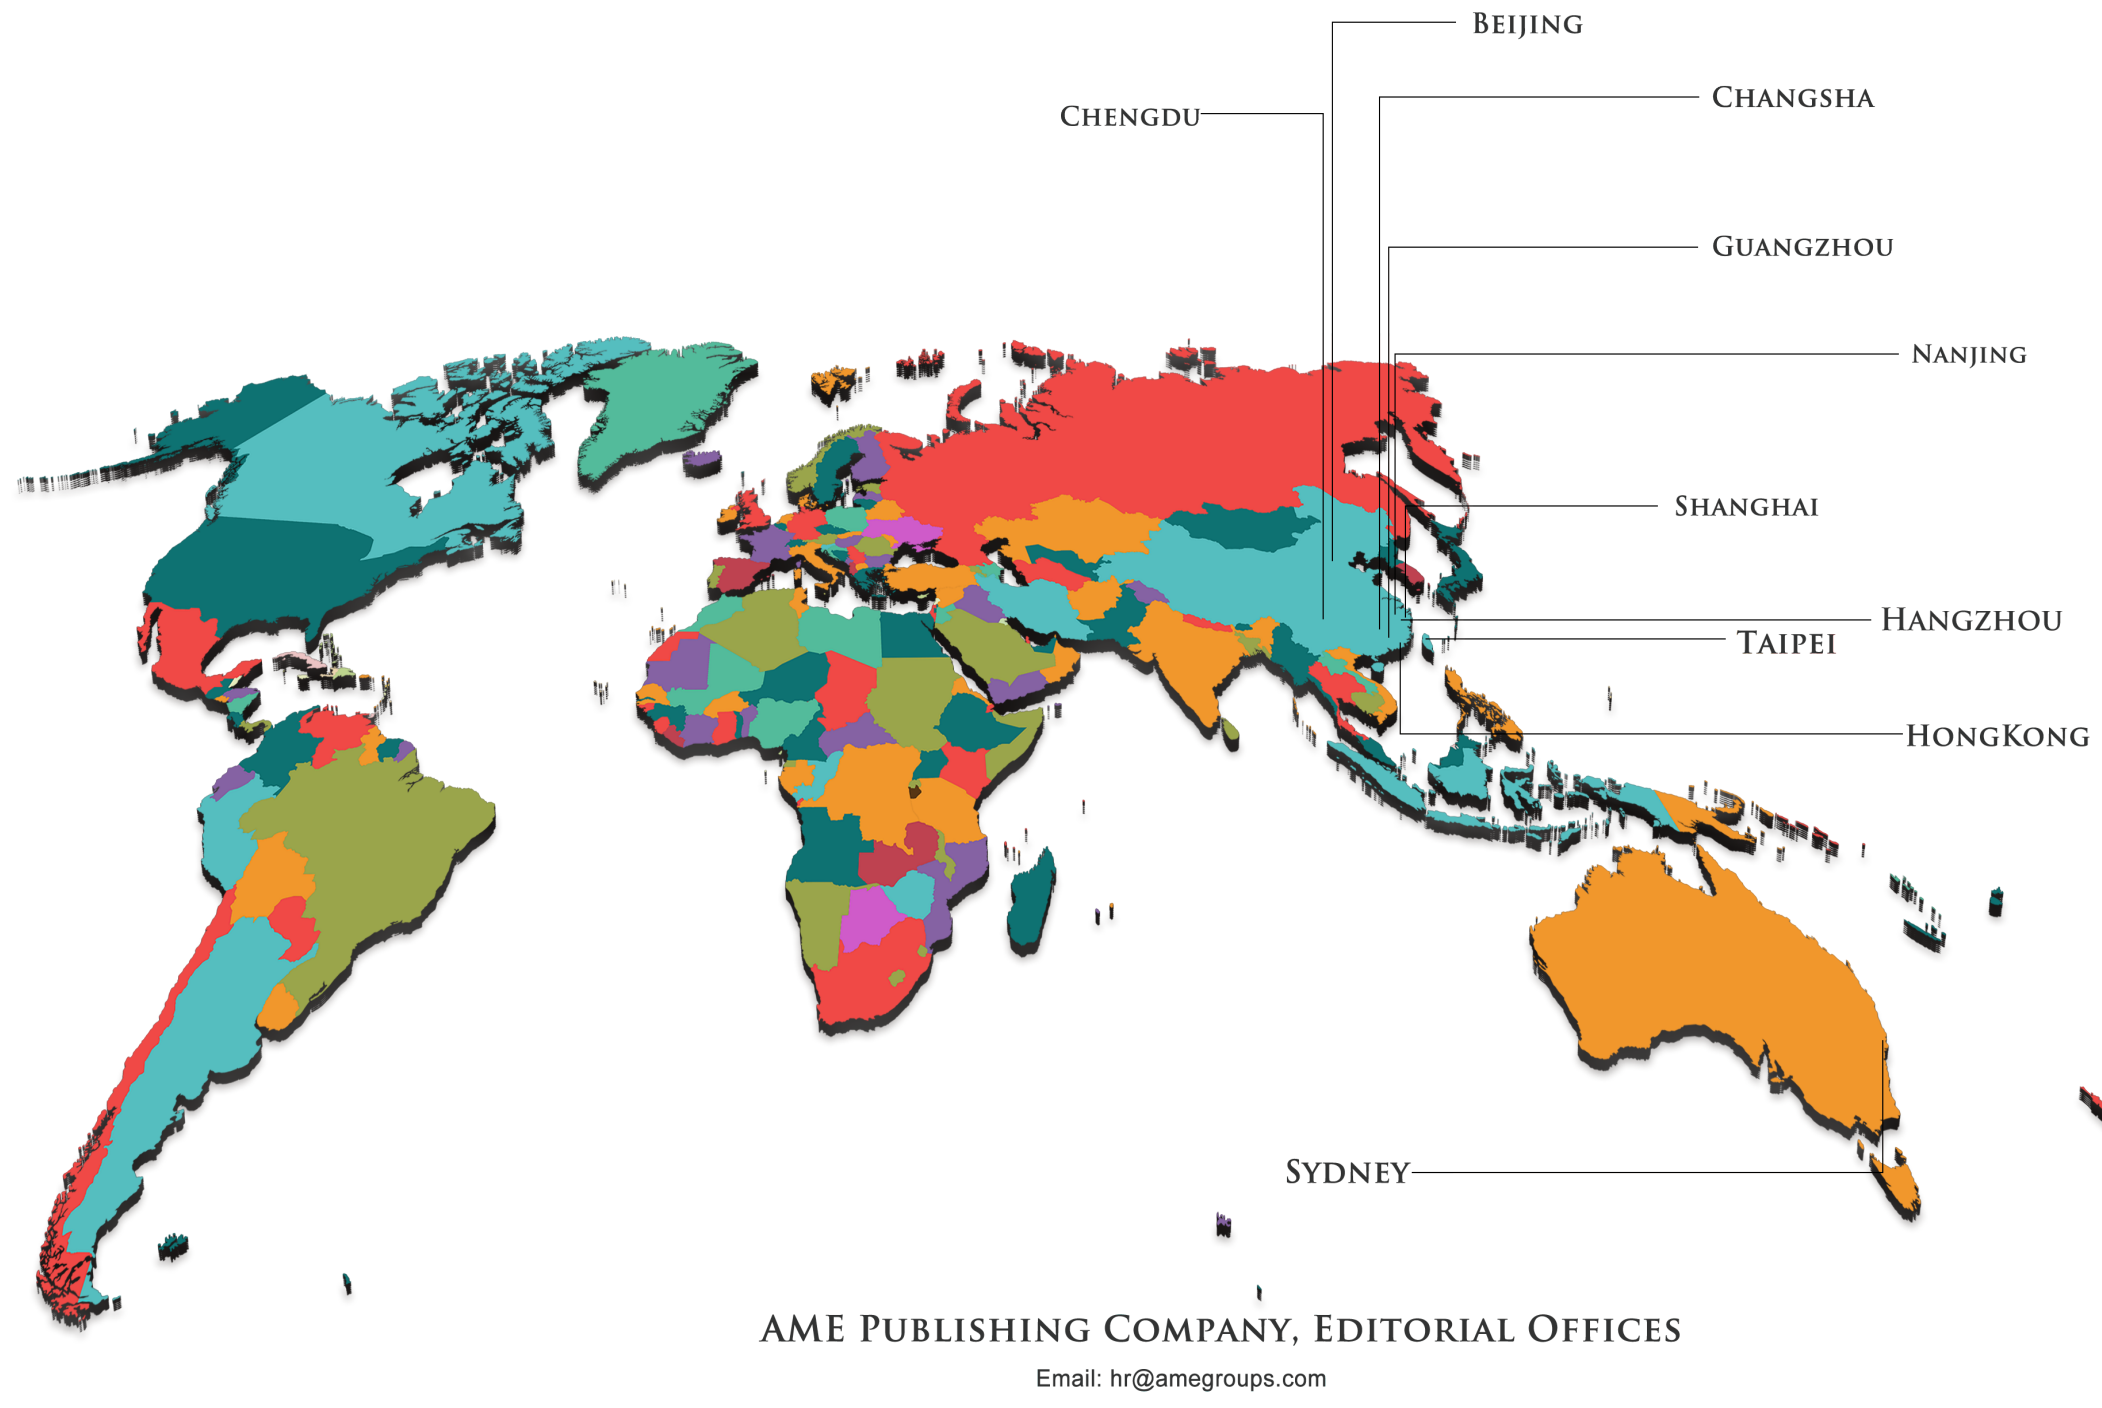 Beijing
Changsha
Chengdu
Guangzhou
Nanjing
Shanghai
Hangzhou
Taipei
HongKong
Sydney
AME Publishing Company, Editorial Offices
Email: hr@amegroups.com